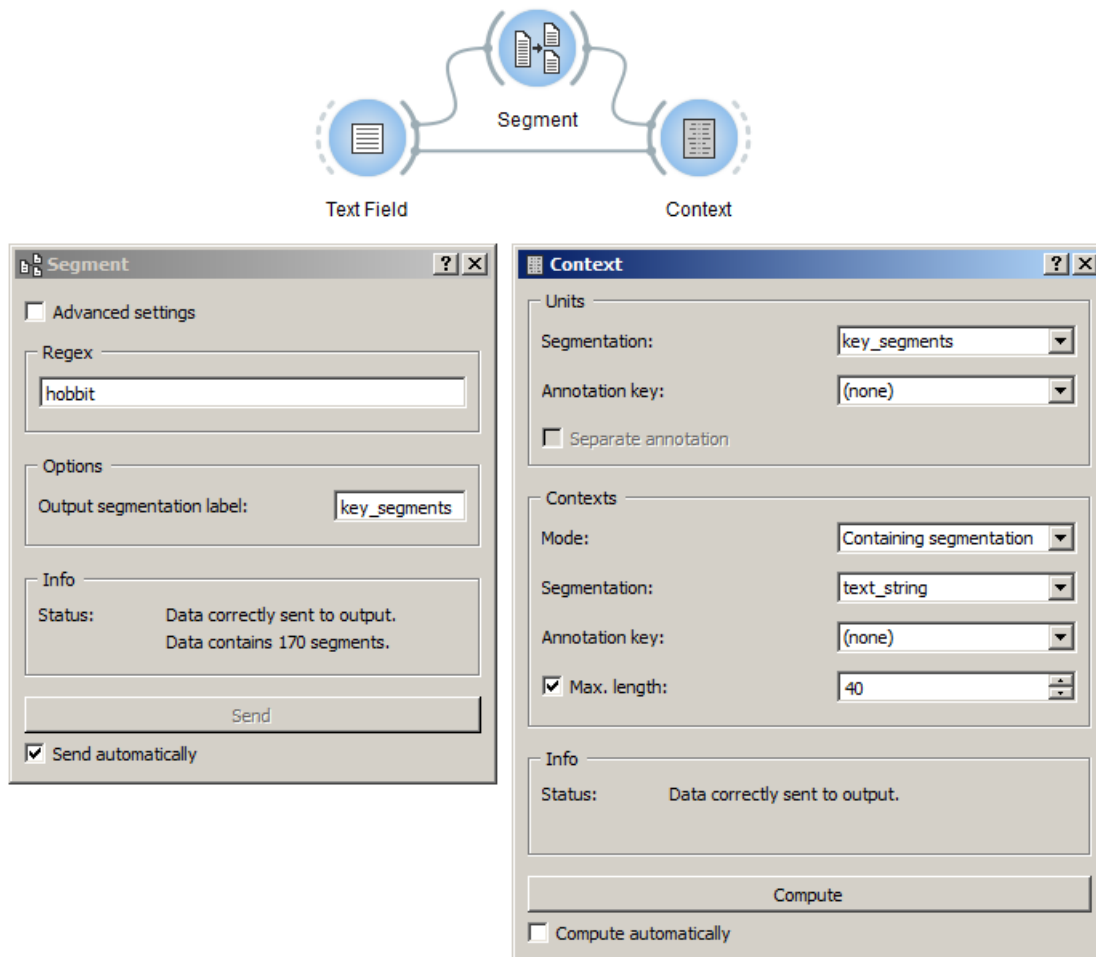 Segment
Text Field
Context
Segment
Advanced settings
Regex
hobbit
Options
Output segmentation label: key_segments
Info
Status: Data correctly sent to output.
Data contains 170 segments.
Send
Send automatically
Context
Units
Segmentation: key_segments
Annotation key: (none)
Separate annotation
Contexts
Mode: Containing segmentation
Segmentation: text_string
Annotation key: (none)
Max. length: 40
Info
Status: Data correctly sent to output.
Compute
Compute automatically